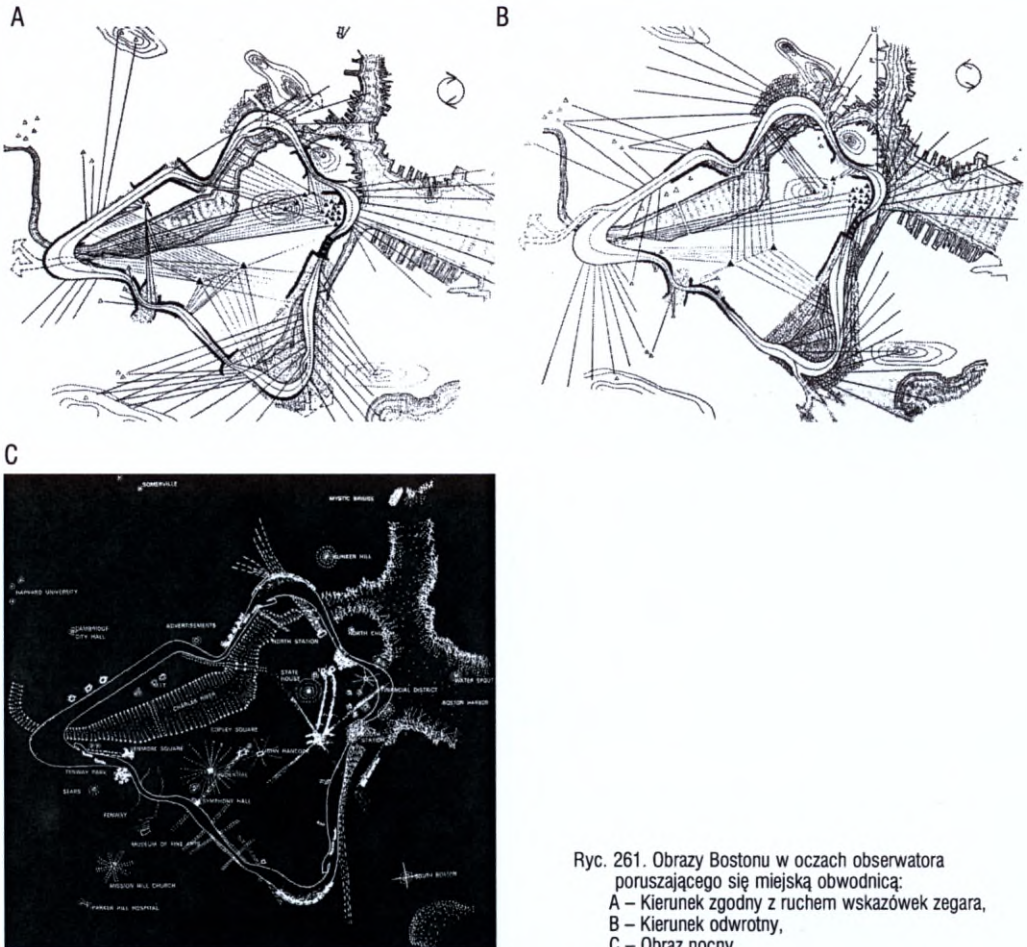 A
B
C
SOMERVILLE
MYSTIC BRIDGE
BUNKER HILL
HARVARD UNIVERSITY
CAMBRIDGE
CITY HALL
ADVERTISEMENTS
NORTH STATION
STATE
HOUSE
WATER SPOUT
FINANCIAL DISTRICT
BOSTON HARBOR
CHARLES RIVER
COPLEY SQUARE
KENMORE SQUARE
JOHN HANCOCK
FENWAY PARK
PRUDENTIAL
SEARS
SYMPHONY HALL
FENWAY
MUSEUM OF FINE ARTS
MISSION HILL CHURCH
SOUTH BOSTON
PARKER HILL HOSPITAL
Ryc. 261. Obrazy Bostonu w oczach obserwatora
poruszającego się miejską obwodnicą:
A – Kierunek zgodny z ruchem wskazówek zegara,
B – Kierunek odwrotny,
C – Obraz nocny